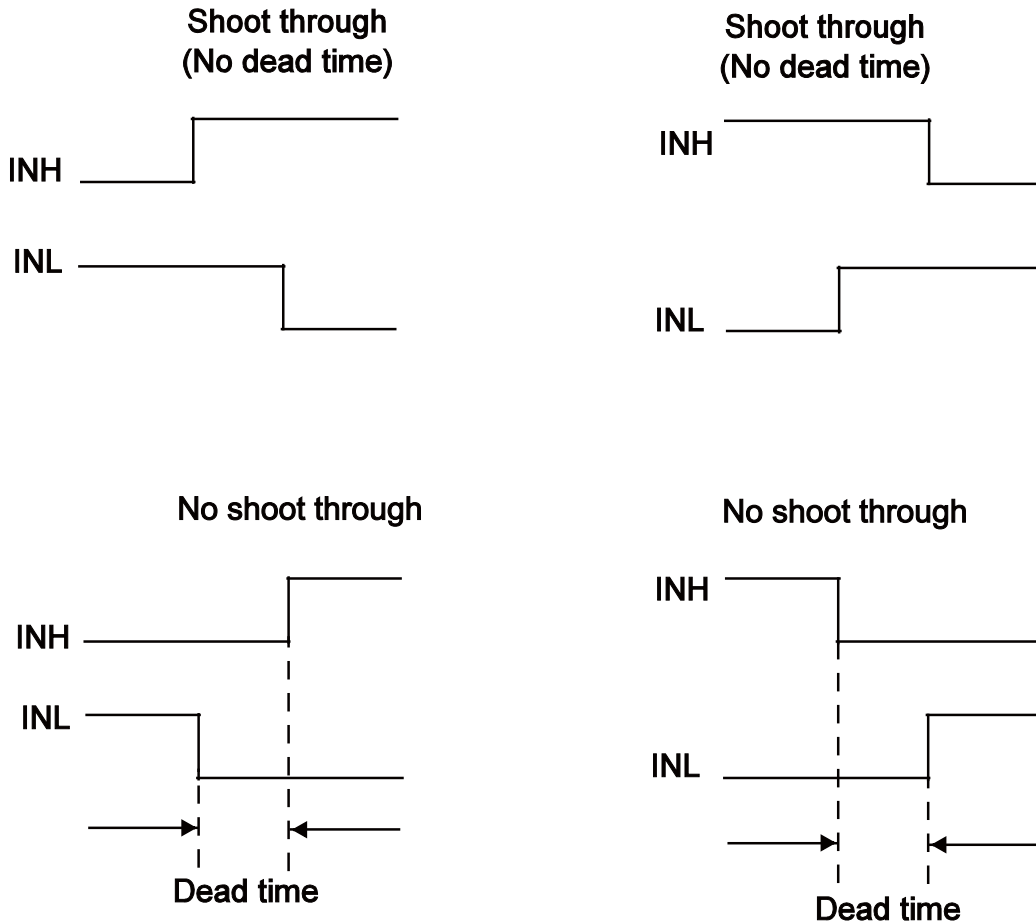 Shoot through
(No dead time)
INH
INL
Shoot through
(No dead time)
INH
INL
No shoot through
INH
INL
Dead time
No shoot through
INH
INL
Dead time